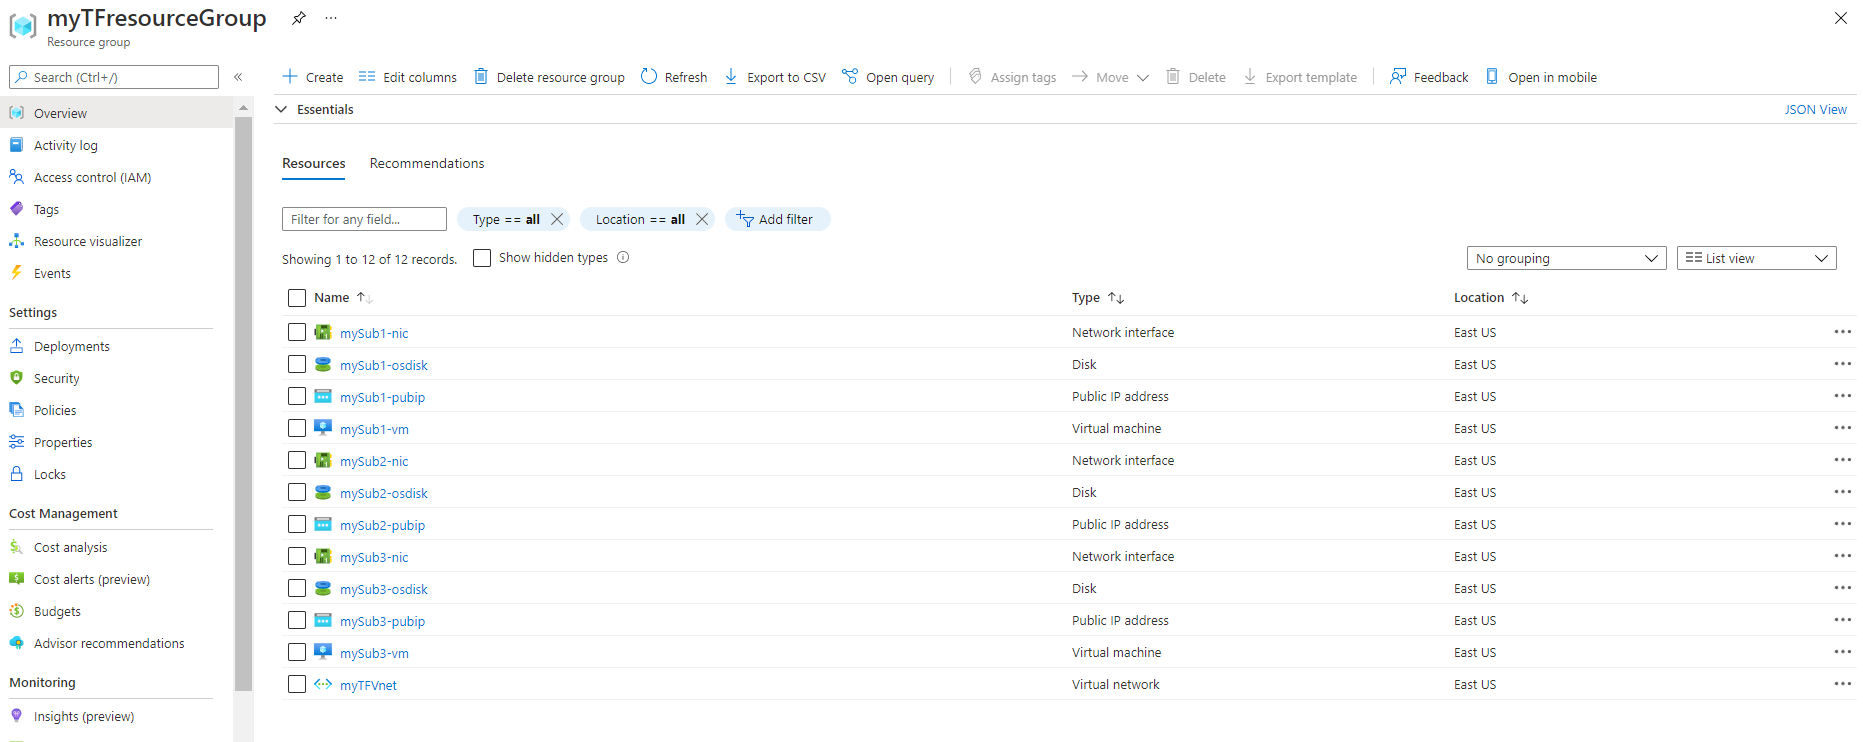 myTFresourceGroup
Resource group
Search (Ctrl+/)
Create
Edit columns
Delete resource group
Refresh
Export to CSV
Open query
Assign tags
Move
Delete
Export template
Feedback
Open in mobile
Overview
Activity log
Access control (IAM)
Tags
Resource visualizer
Events
Settings
Deployments
Security
Policies
Properties
Locks
Cost Management
Cost analysis
Cost alerts (preview)
Budgets
Advisor recommendations
Monitoring
Insights (preview)
Essentials
JSON View
Resources Recommendations
Filter for any field...
Type == all
Location == all
Add filter
Showing 1 to 12 of 12 records.
Show hidden types
No grouping
List view
Name Type Location
mySub1-nic Network interface East US
mySub1-osdisk Disk East US
mySub1-pubip Public IP address East US
mySub1-vm Virtual machine East US
mySub2-nic Network interface East US
mySub2-osdisk Disk East US
mySub2-pubip Public IP address East US
mySub3-nic Network interface East US
mySub3-osdisk Disk East US
mySub3-pubip Public IP address East US
mySub3-vm Virtual machine East US
myTFVnet Virtual network East US